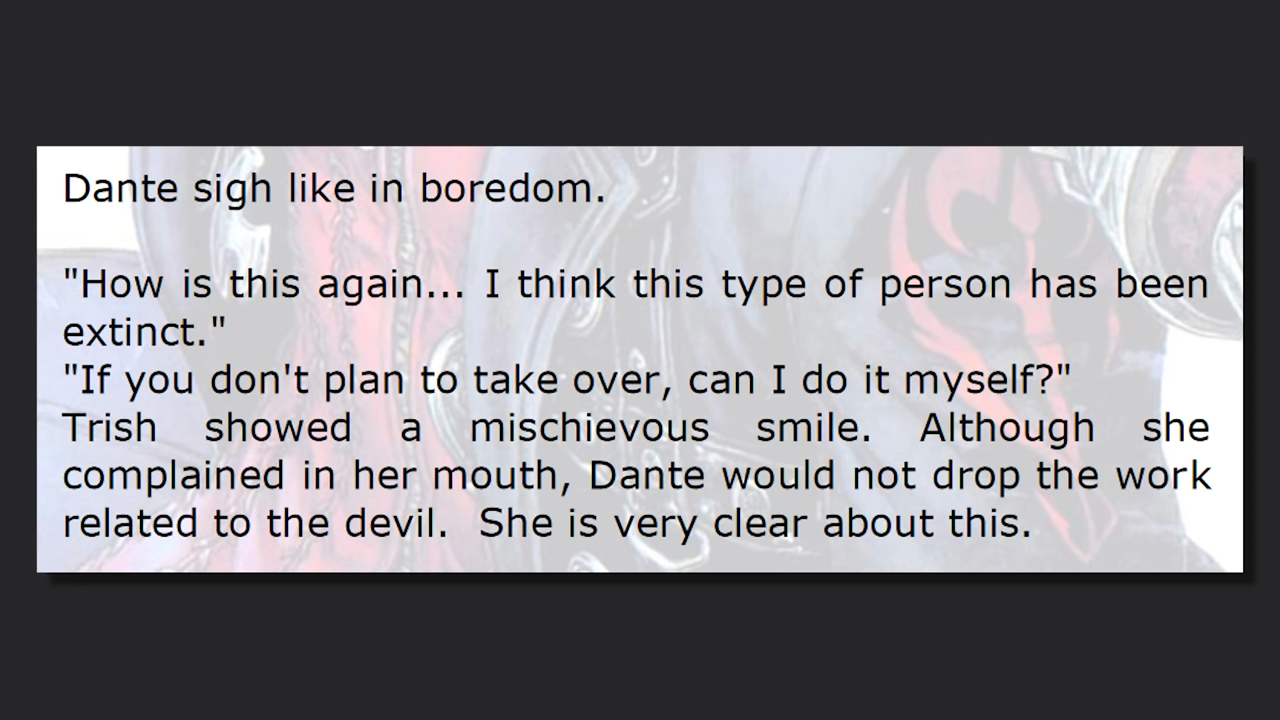 Dante sigh like in boredom.
"How is this again... I think this type of person has been
extinct."
"If you don't plan to take over, can I do it myself?"
Trish showed a mischievous smile. Although she
complained in her mouth, Dante would not drop the work
related to the devil.  She is very clear about this.